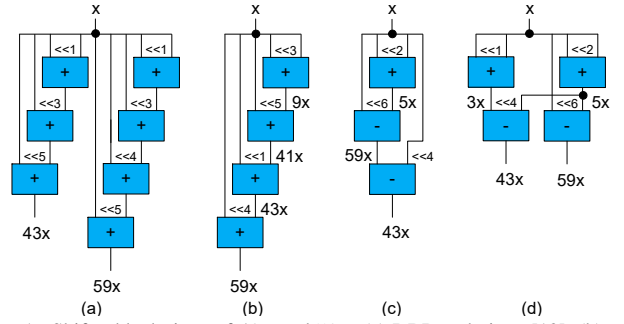 x x x x
<<1 <<1 <<3 <<2 <<1 <<2
+ + + + + +
9x 5x 3x 5x
<<3 <<3 <<5 <<6 <<4 <<6
+ + + - - -
41x 59x
<<5 <<4 <<1 <<4
+ + + - 43x 59x
43x
43x <<5 <<4 43x
+ +
59x 59x
(a) (b) (c) (d)